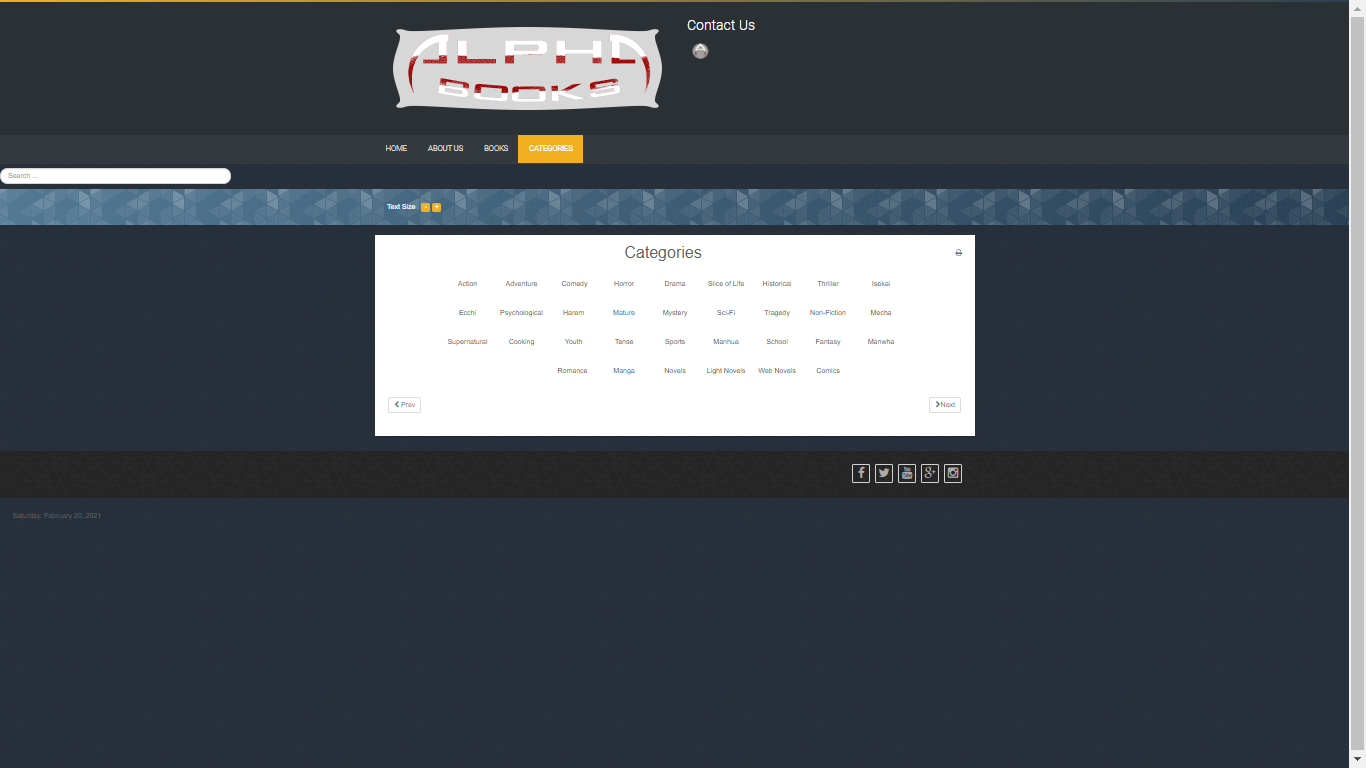 ALPHA
BOOKS
Contact Us
HOME ABOUT US BOOKS CATEGORIES
Search ...
Text Size - +
Categories
Action Adventure Comedy Horror Drama Slice of Life Historical Thriller Isekai
Ecchi Psychological Harem Mature Mystery Sci-Fi Tragedy Non-Fiction Mecha
Supernatural Cooking Youth Tense Sports Manhua School Fantasy Manwha
Romance Manga Novels Light Novels Web Novels Comics
Prev Next
Saturday, February 20, 2021